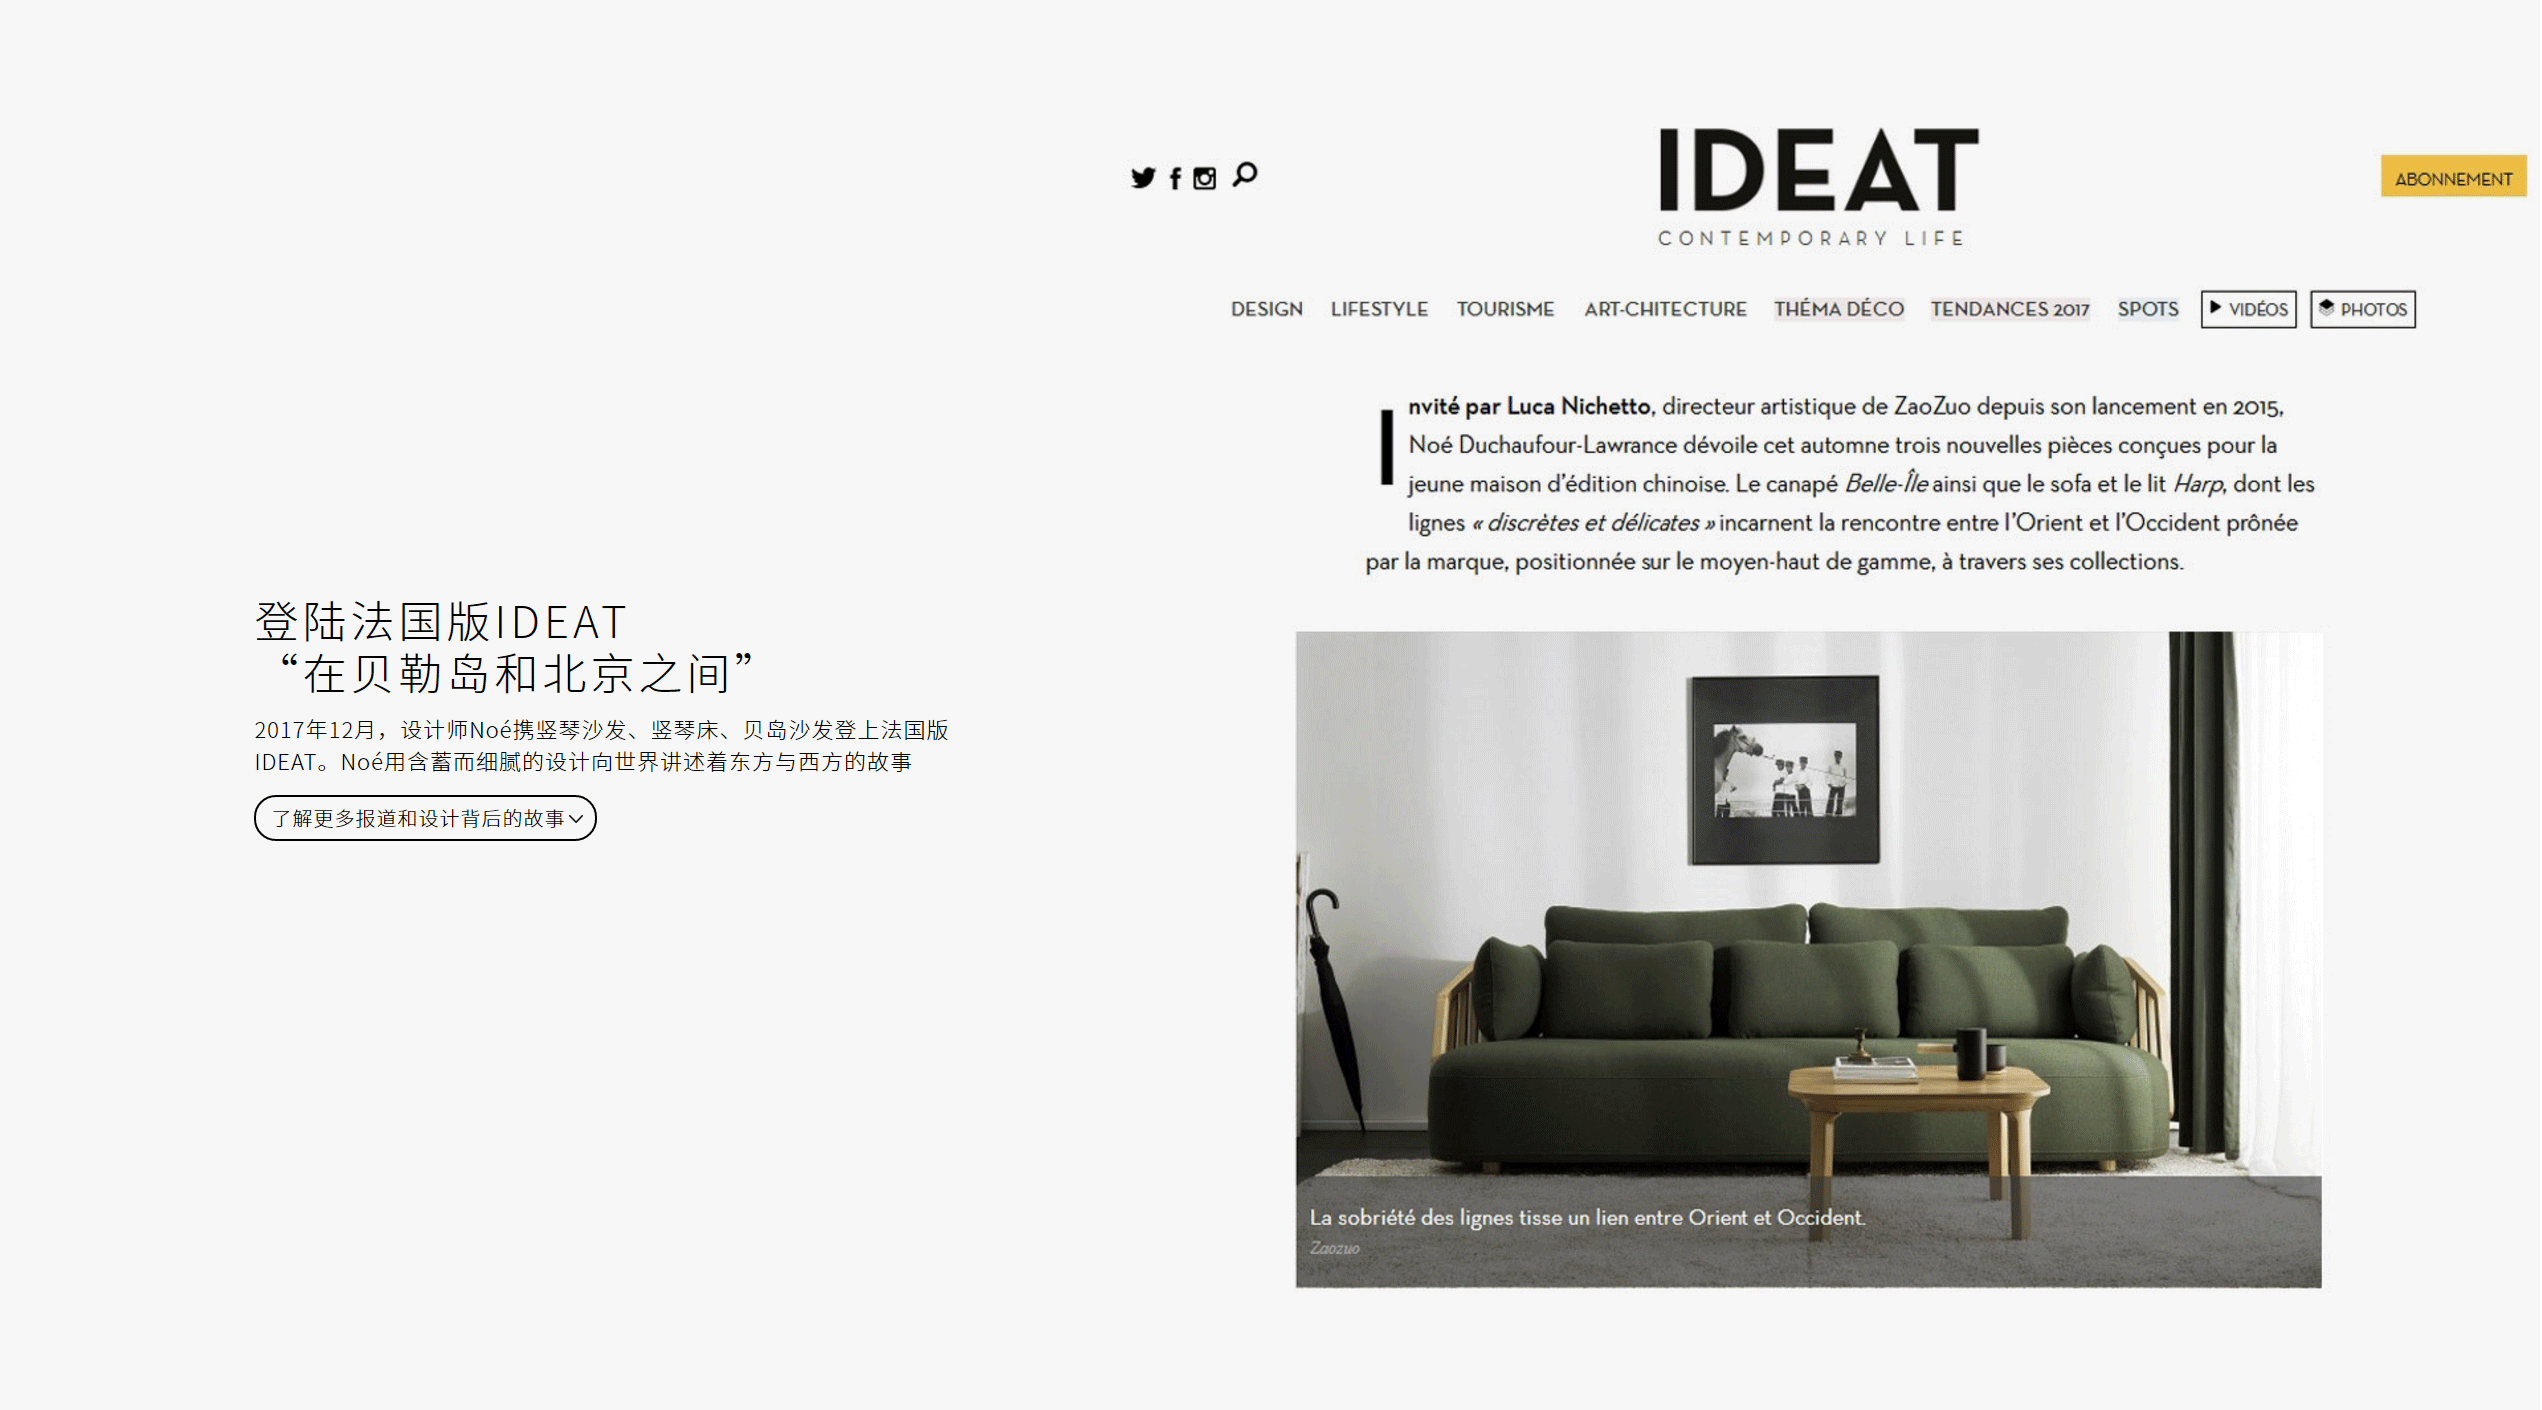 IDEAT
CONTEMPORARY LIFE
ABONNEMENT
DESIGN LIFESTYLE TOURISME ART-CHITECTURE THÉMA DÉCO TENDANCES 2017 SPOTS VIDÉOS PHOTOS
Invité par Luca Nichetto, directeur artistique de ZaoZuo depuis son lancement en 2015,
Noé Duchaufour-Lawrance dévoile cet automne trois nouvelles pièces conçues pour la
jeune maison d’édition chinoise. Le canapé Belle-Île ainsi que le sofa et le lit Harp, dont les
lignes « discrètes et délicates » incarnent la rencontre entre l’Orient et l’Occident prônée
par la marque, positionnée sur le moyen-haut de gamme, à travers ses collections.
登陆法国版IDEAT
“在贝勒岛和北京之间”
2017年12月，设计师Noé携竖琴沙发、竖琴床、贝岛沙发登上法国版
IDEAT。Noé用含蓄而细腻的设计向世界讲述着东方与西方的故事
了解更多报道和设计背后的故事
La sobriété des lignes tisse un lien entre Orient et Occident.
Zaozuo